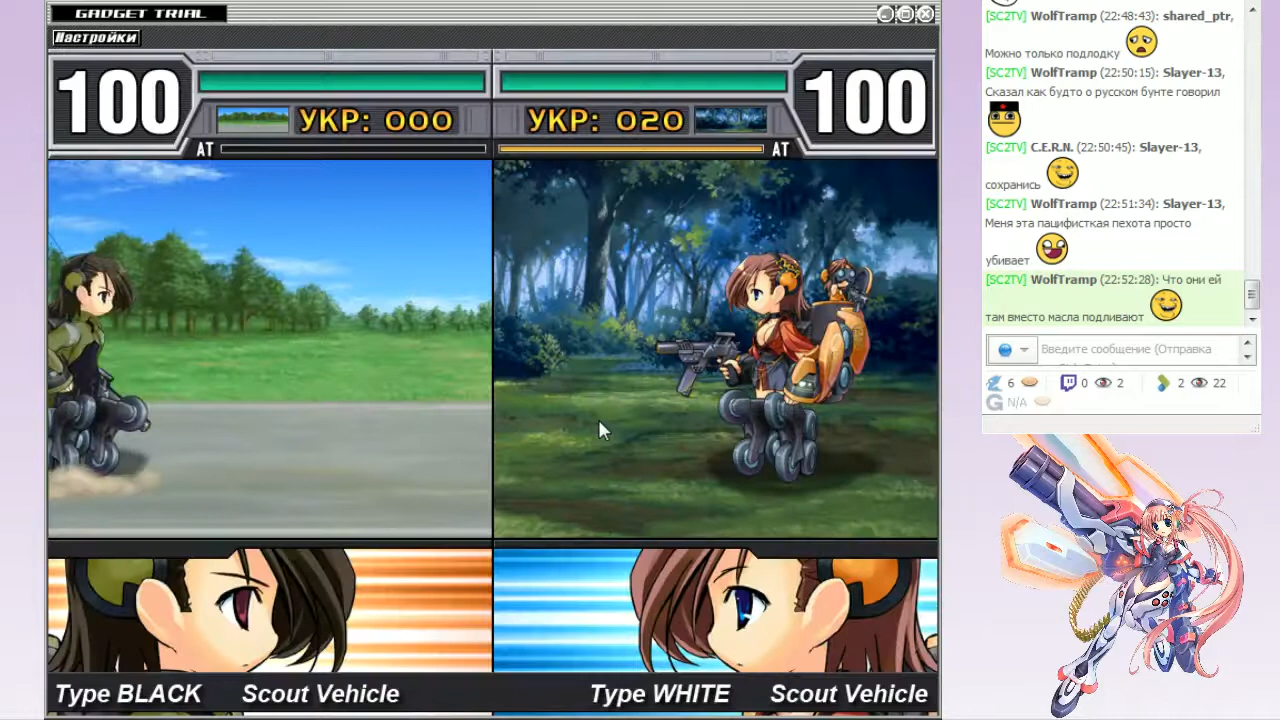 GADGET TRIAL
Настройки
100
УКР: 000
УКР: 020
100
AT
AT
Type BLACK Scout Vehicle
Type WHITE Scout Vehicle
[SC2TV] WolfTramp (22:48:43): shared_ptr,
Можно только подлодку
[SC2TV] WolfTramp (22:50:15): Slayer-13,
Сказал как будто о русском бунте говорил
[SC2TV] C.E.R.N. (22:50:45): Slayer-13,
сохранись
[SC2TV] WolfTramp (22:51:34): Slayer-13,
Меня эта пацифисткая пехота просто
убивает
[SC2TV] WolfTramp (22:52:28): Что они ей
там вместо масла подливают
Введите сообщение (Отправка
6 0 2 2 22
G N/A